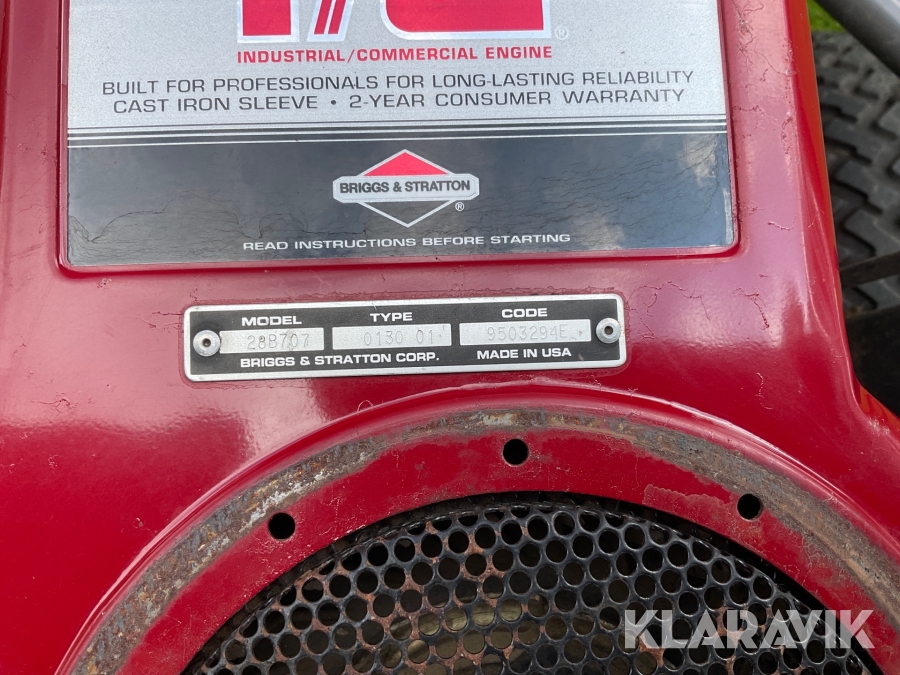 I/C ®
INDUSTRIAL/COMMERCIAL ENGINE
BUILT FOR PROFESSIONALS FOR LONG-LASTING RELIABILITY
CAST IRON SLEEVE • 2-YEAR CONSUMER WARRANTY
BRIGGS & STRATTON ®
READ INSTRUCTIONS BEFORE STARTING
MODEL TYPE CODE
28B707 0130 01 9503294E
BRIGGS & STRATTON CORP. MADE IN USA
KLARAVIK